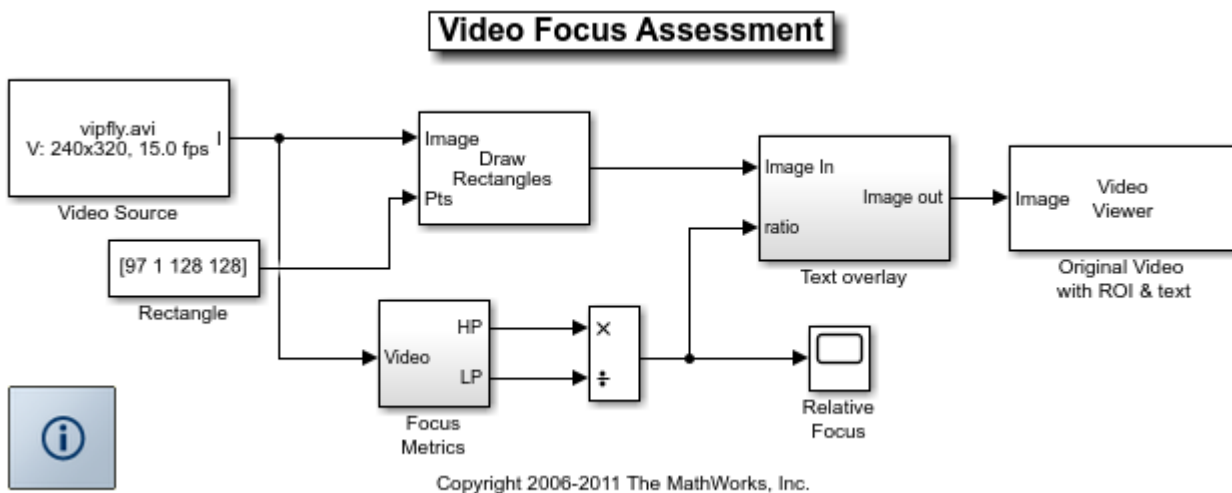 Video Focus Assessment
vipfly.avi
V: 240x320, 15.0 fps
I
Video Source
[97 1 128 128]
Rectangle
Image
Pts
Draw
Rectangles
Image In
ratio
Image out
Text overlay
Image
Video
Viewer
Original Video
with ROI & text
Video
HP
LP
Focus
Metrics
×
÷
Relative
Focus
i
Copyright 2006-2011 The MathWorks, Inc.